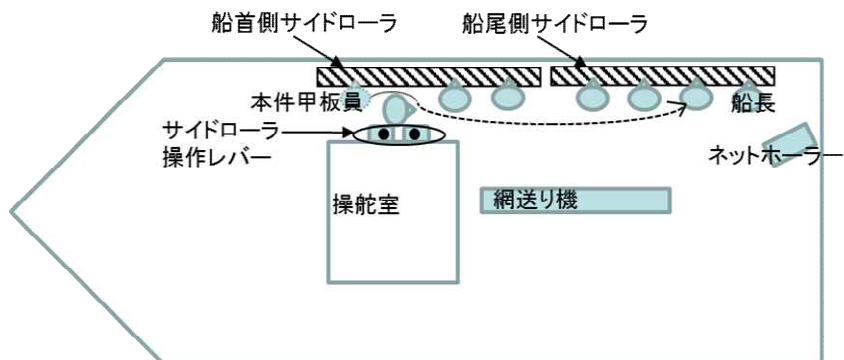 船首側サイドローラ
船尾側サイドローラ
本件甲板員
船長
サイドローラ
操作レバー
ネットホーラー
操舵室
網送り機